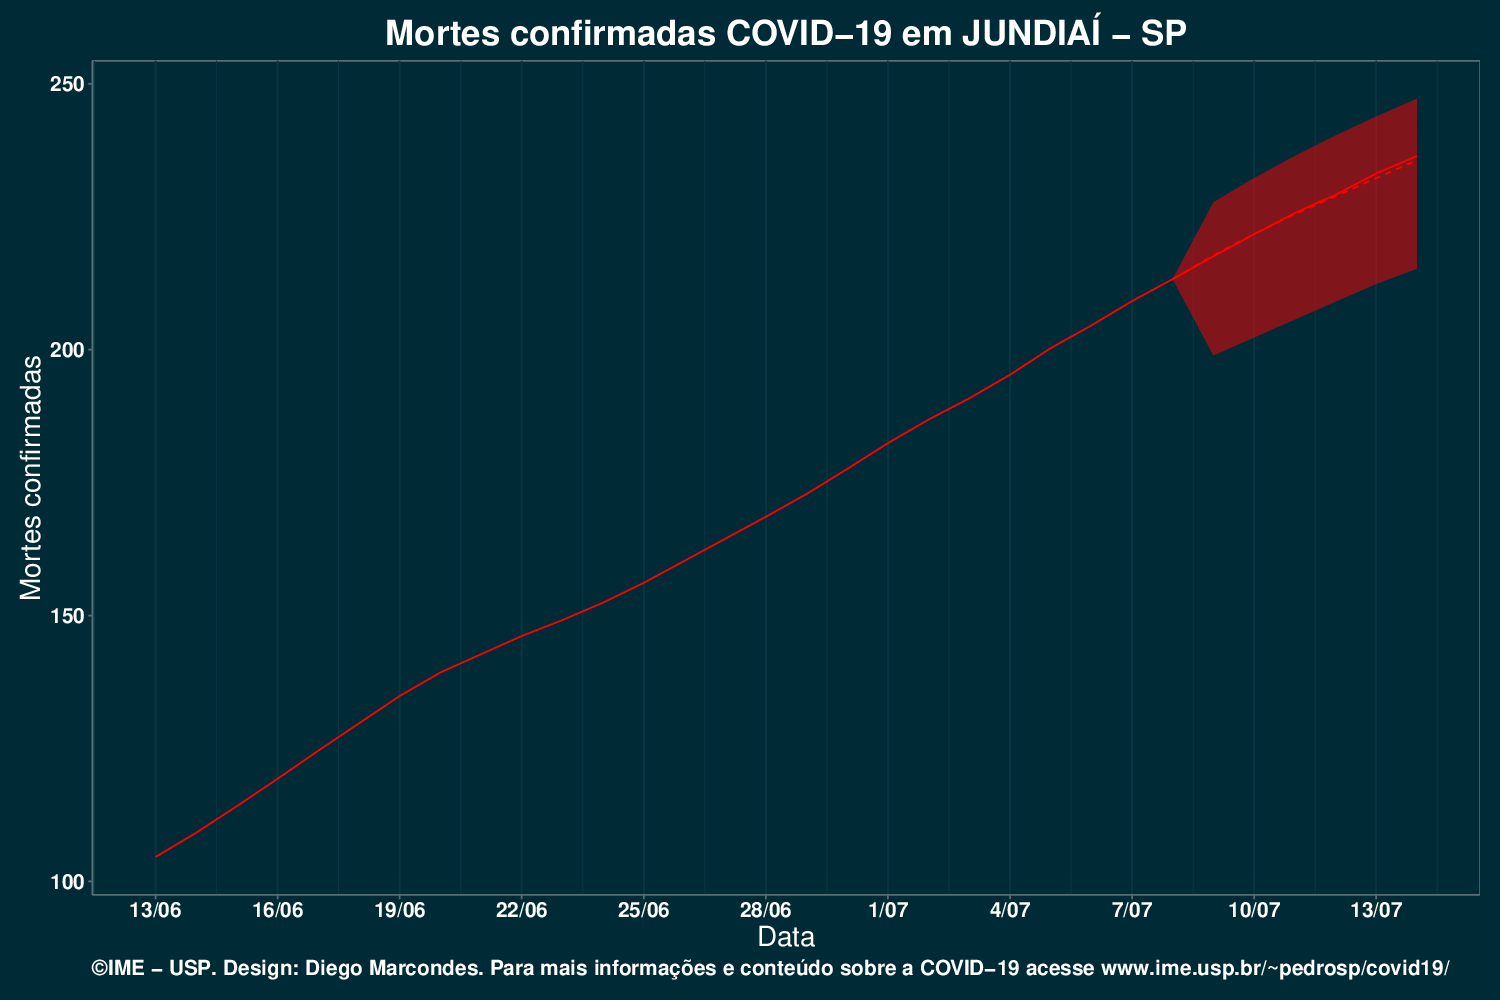 Mortes confirmadas COVID−19 em JUNDIAÍ − SP
250
200
150
100
Mortes confirmadas
13/06 16/06 19/06 22/06 25/06 28/06 1/07 4/07 7/07 10/07 13/07
Data
©IME − USP. Design: Diego Marcondes. Para mais informações e conteúdo sobre a COVID−19 acesse www.ime.usp.br/~pedrosp/covid19/